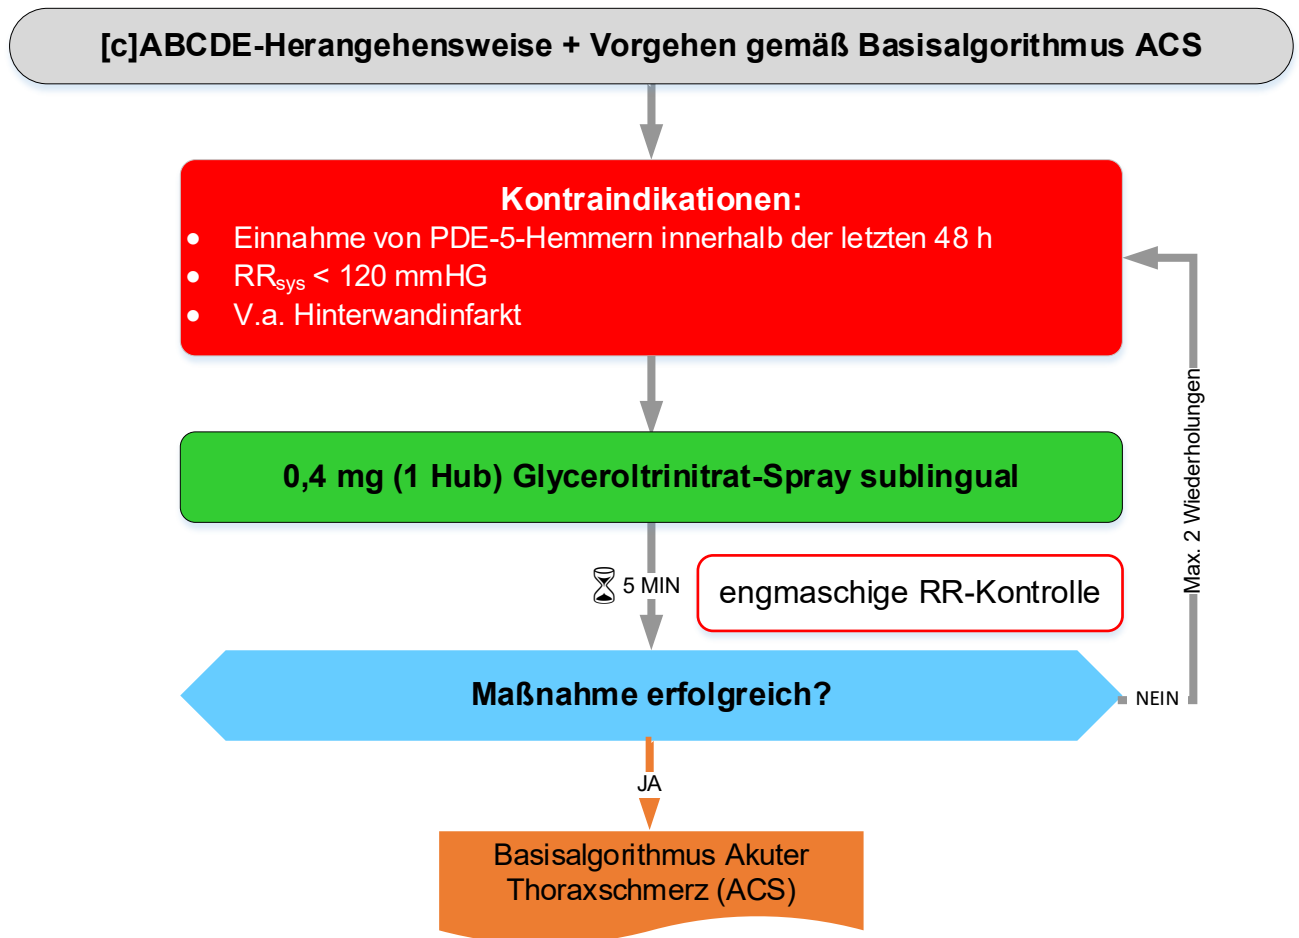 [c]ABCDE-Herangehensweise + Vorgehen gemäß Basisalgorithmus ACS
Kontraindikationen:
● Einnahme von PDE-5-Hemmern innerhalb der letzten 48 h
● RRsys < 120 mmHG
● V.a. Hinterwandinfarkt
0,4 mg (1 Hub) Glyceroltrinitrat-Spray sublingual
5 MIN
engmaschige RR-Kontrolle
Maßnahme erfolgreich?
NEIN
Max. 2 Wiederholungen
JA
Basisalgorithmus Akuter
Thoraxschmerz (ACS)